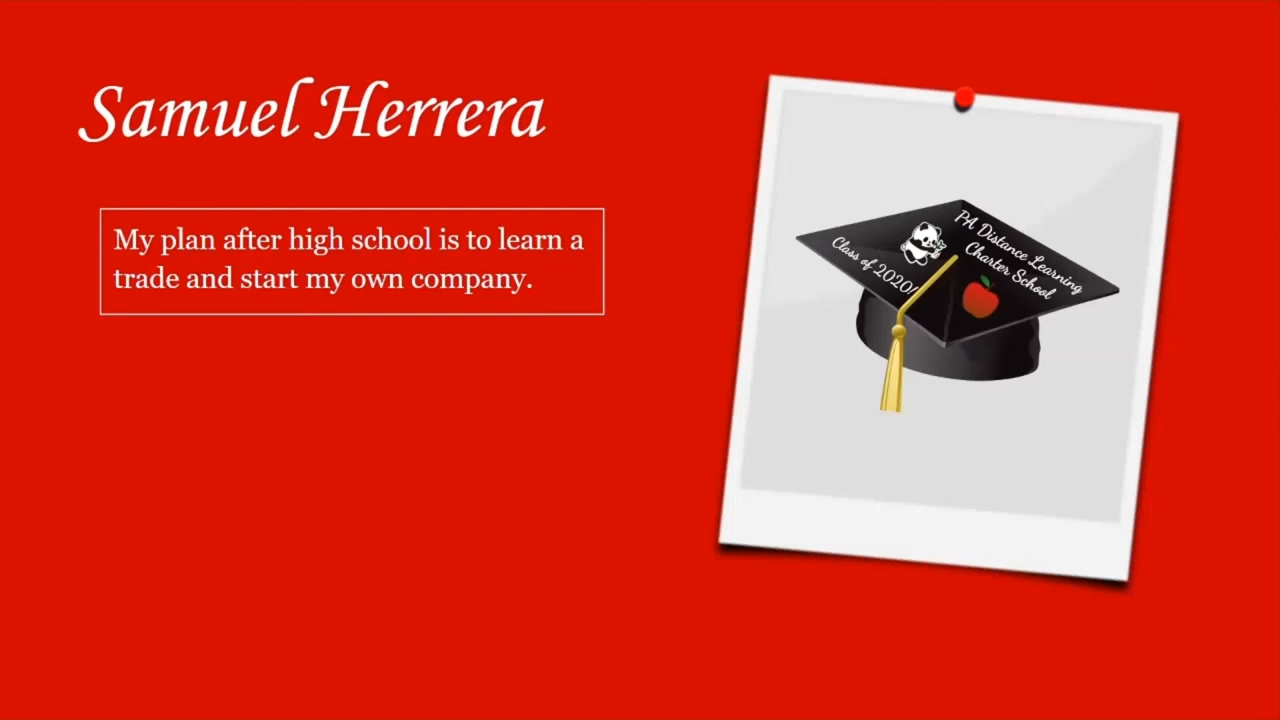 Samuel Herrera
My plan after high school is to learn a
trade and start my own company.
PA Distance Learning
Charter School
Class of 2020!